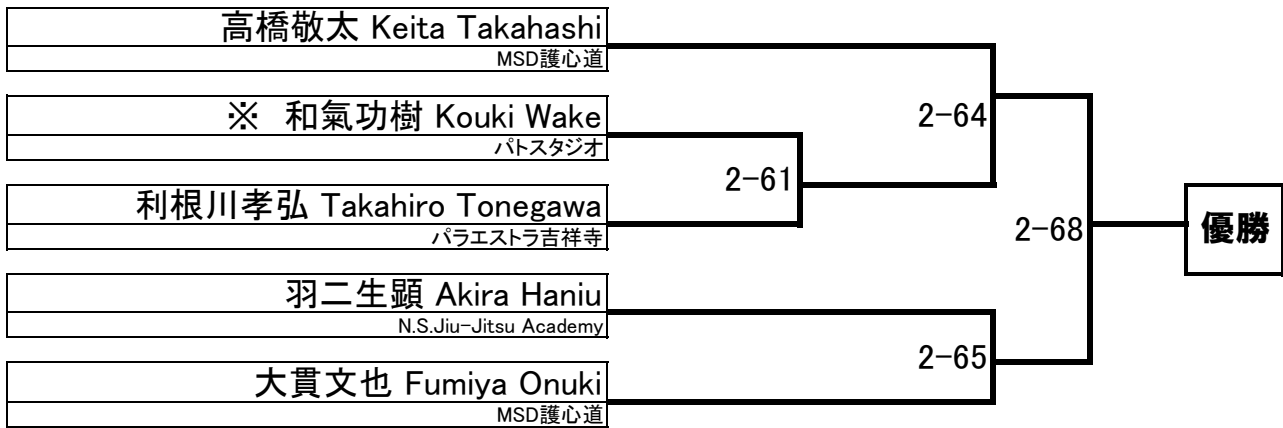 高橋敬太 Keita Takahashi
MSD護心道
※ 和氣功樹 Kouki Wake
パトスタジオ
利根川孝弘 Takahiro Tonegawa
パラエストラ吉祥寺
羽二生顕 Akira Haniu
N.S.Jiu-Jitsu Academy
大貫文也 Fumiya Onuki
MSD護心道
2-61
2-64
2-65
2-68
優勝